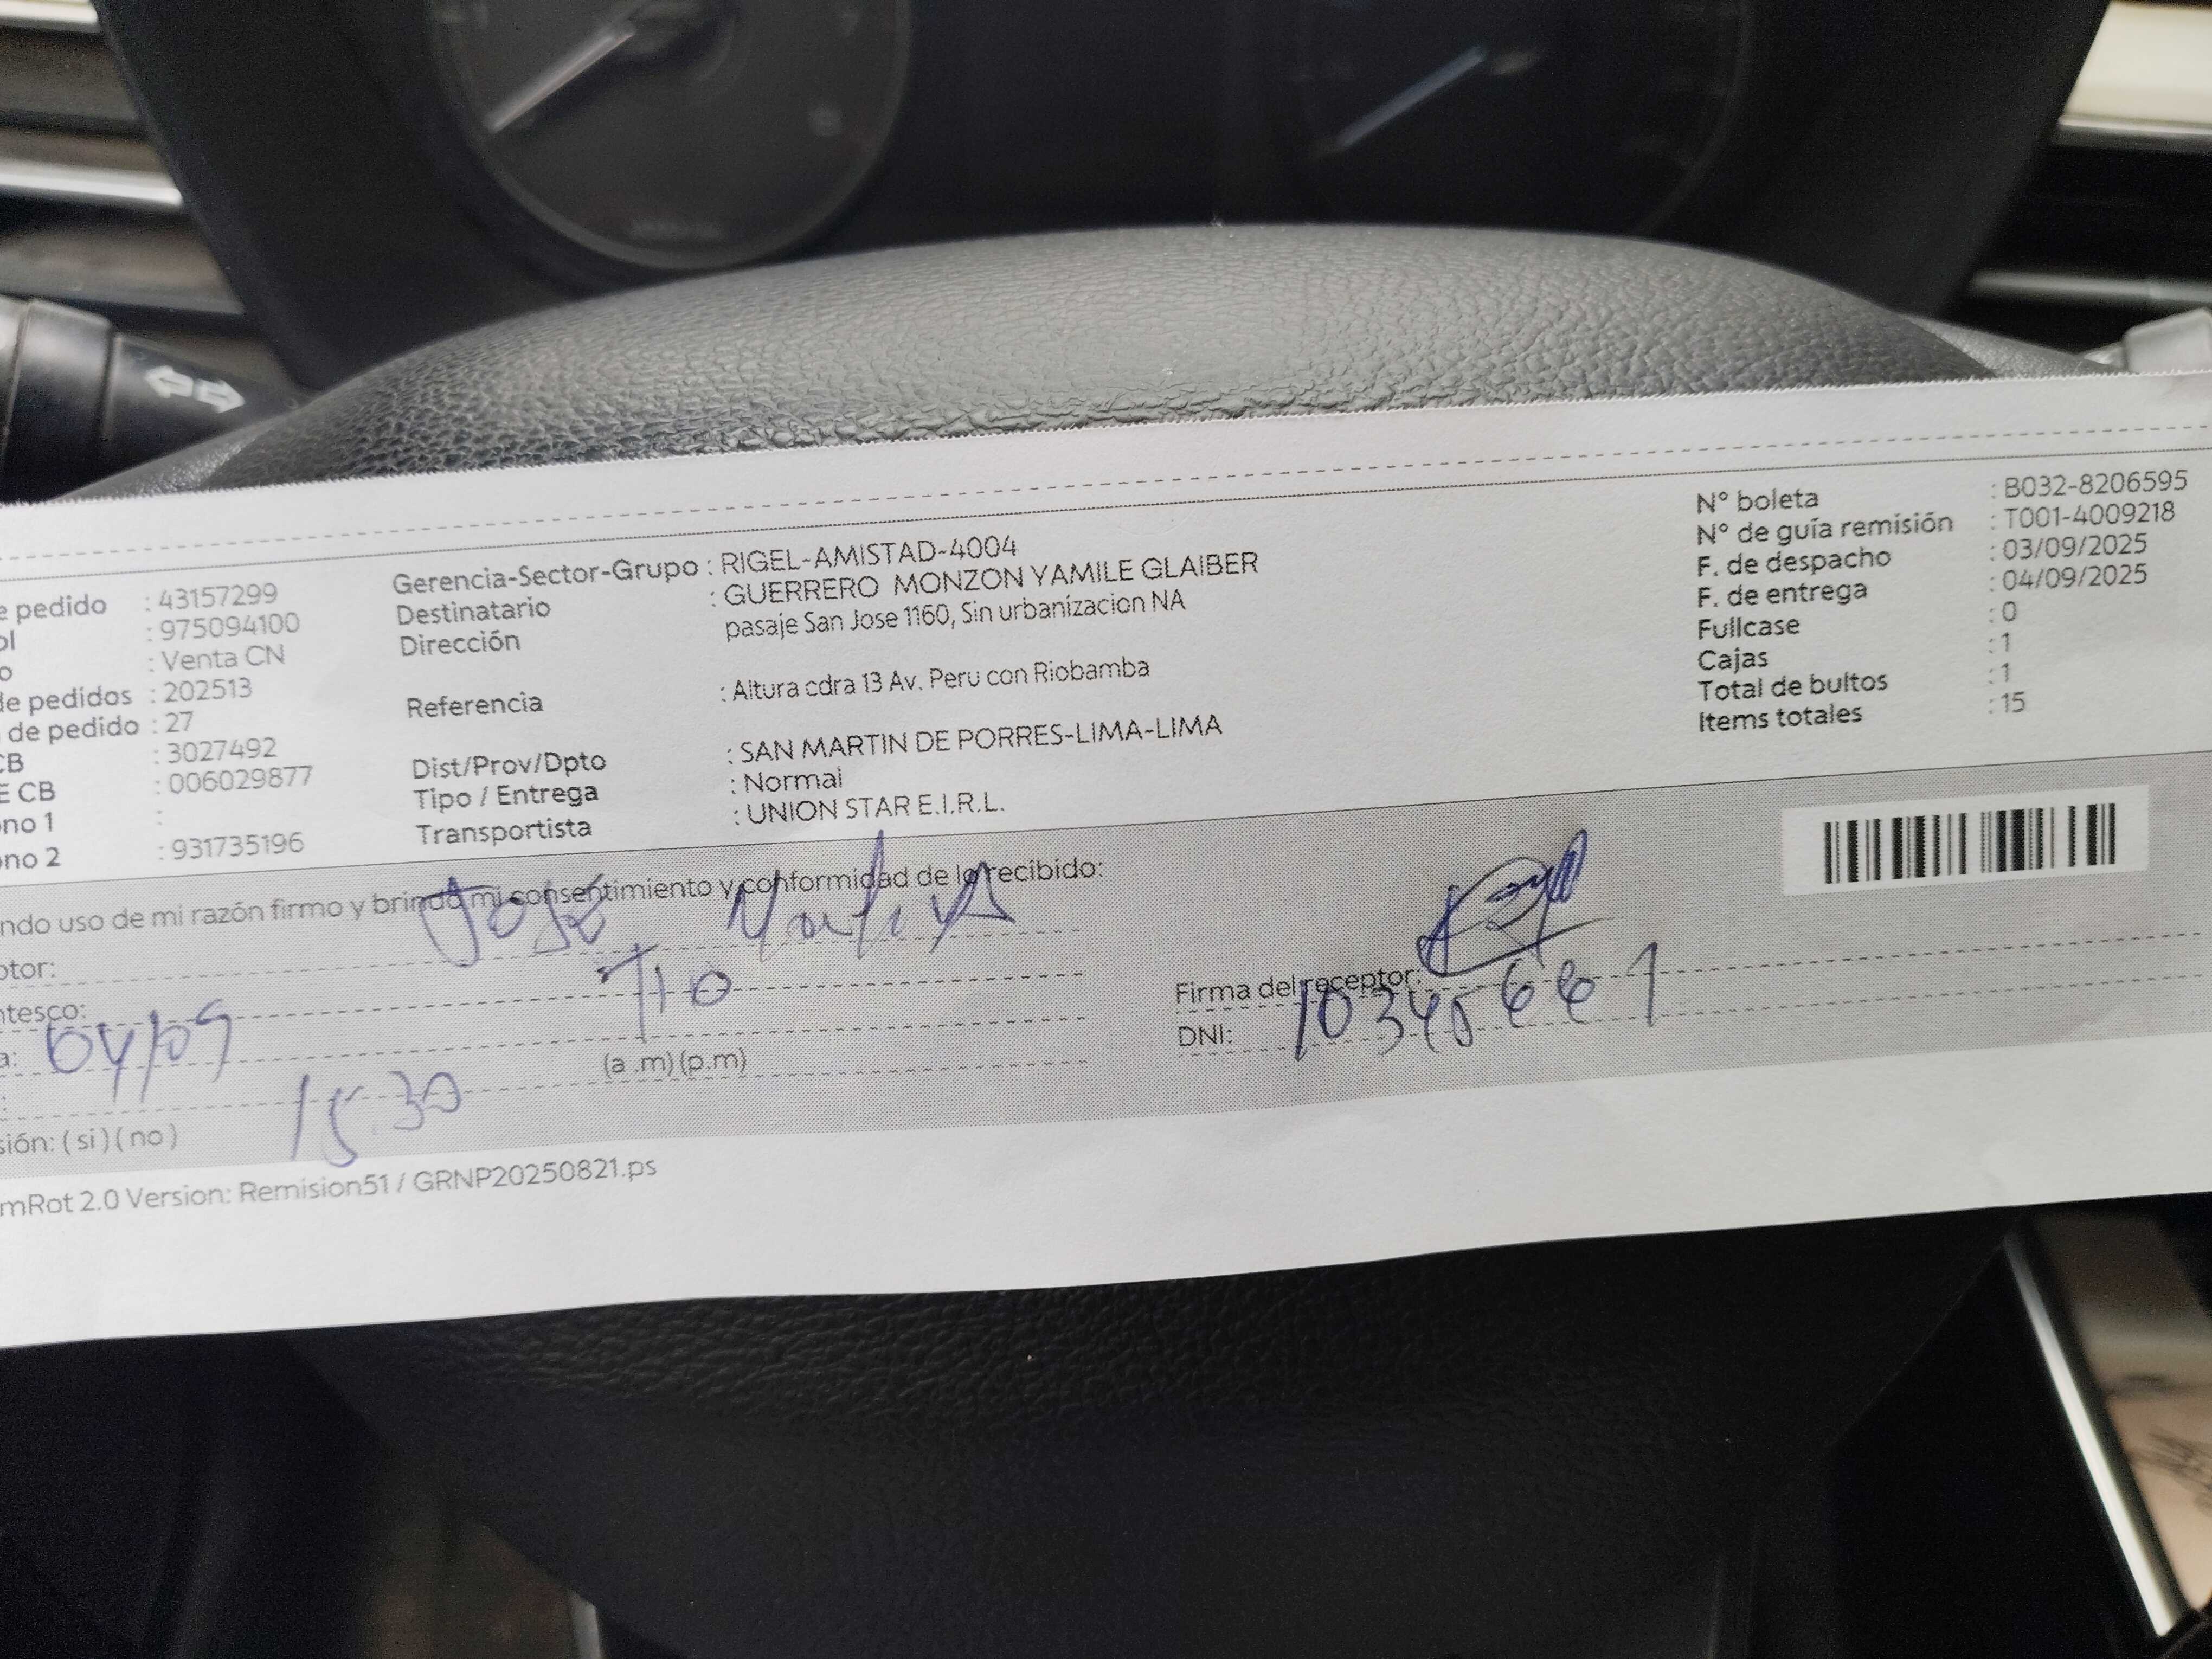 e pedido : 43157299
ol : 975094100
o : Venta CN
de pedidos : 202513
de pedido : 27
CB : 3027492
E CB : 006029877
ono 1 :
ono 2 : 931735196
Gerencia-Sector-Grupo : RIGEL-AMISTAD-4004
Destinatario : GUERRERO MONZON YAMILE GLAIBER
Dirección pasaje San Jose 1160, Sin urbanizacion NA
Referencia : Altura cdra 13 Av. Peru con Riobamba
Dist/Prov/Dpto : SAN MARTIN DE PORRES-LIMA-LIMA
Tipo / Entrega : Normal
Transportista : UNION STAR E.I.R.L.
N° boleta : B032-8206595
N° de guía remisión : T001-4009218
F. de despacho : 03/09/2025
F. de entrega : 04/09/2025
Fullcase : 0
Cajas : 1
Total de bultos : 1
Items totales : 15
ndo uso de mi razón firmo y brindo mi consentimiento y conformidad de lo recibido:
ptor: José
ntesco: Tio
a: 04/09
: 15:30 (a .m) (p.m)
sión: ( si ) ( no )
Firma del receptor:
DNI:
mRot 2.0 Version: Remision51 / GRNP20250821.ps